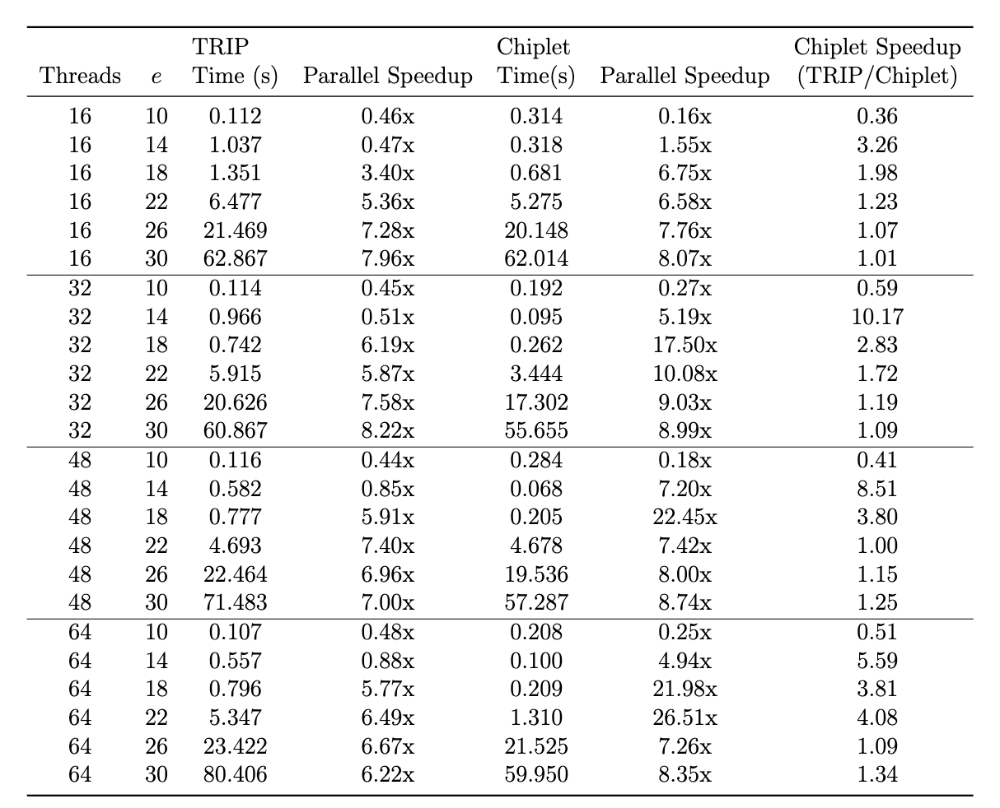 TRIP Chiplet Chiplet Speedup
Threads e Time (s) Parallel Speedup Time(s) Parallel Speedup (TRIP/Chiplet)
16 10 0.112 0.46x 0.314 0.16x 0.36
16 14 1.037 0.47x 0.318 1.55x 3.26
16 18 1.351 3.40x 0.681 6.75x 1.98
16 22 6.477 5.36x 5.275 6.58x 1.23
16 26 21.469 7.28x 20.148 7.76x 1.07
16 30 62.867 7.96x 62.014 8.07x 1.01
32 10 0.114 0.45x 0.192 0.27x 0.59
32 14 0.966 0.51x 0.095 5.19x 10.17
32 18 0.742 6.19x 0.262 17.50x 2.83
32 22 5.915 5.87x 3.444 10.08x 1.72
32 26 20.626 7.58x 17.302 9.03x 1.19
32 30 60.867 8.22x 55.655 8.99x 1.09
48 10 0.116 0.44x 0.284 0.18x 0.41
48 14 0.582 0.85x 0.068 7.20x 8.51
48 18 0.777 5.91x 0.205 22.45x 3.80
48 22 4.693 7.40x 4.678 7.42x 1.00
48 26 22.464 6.96x 19.536 8.00x 1.15
48 30 71.483 7.00x 57.287 8.74x 1.25
64 10 0.107 0.48x 0.208 0.25x 0.51
64 14 0.557 0.88x 0.100 4.94x 5.59
64 18 0.796 5.77x 0.209 21.98x 3.81
64 22 5.347 6.49x 1.310 26.51x 4.08
64 26 23.422 6.67x 21.525 7.26x 1.09
64 30 80.406 6.22x 59.950 8.35x 1.34